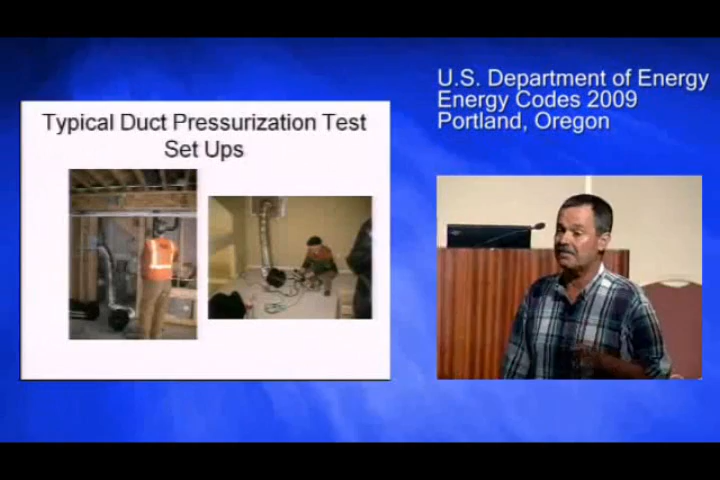 Typical Duct Pressurization Test
Set Ups
U.S. Department of Energy
Energy Codes 2009
Portland, Oregon